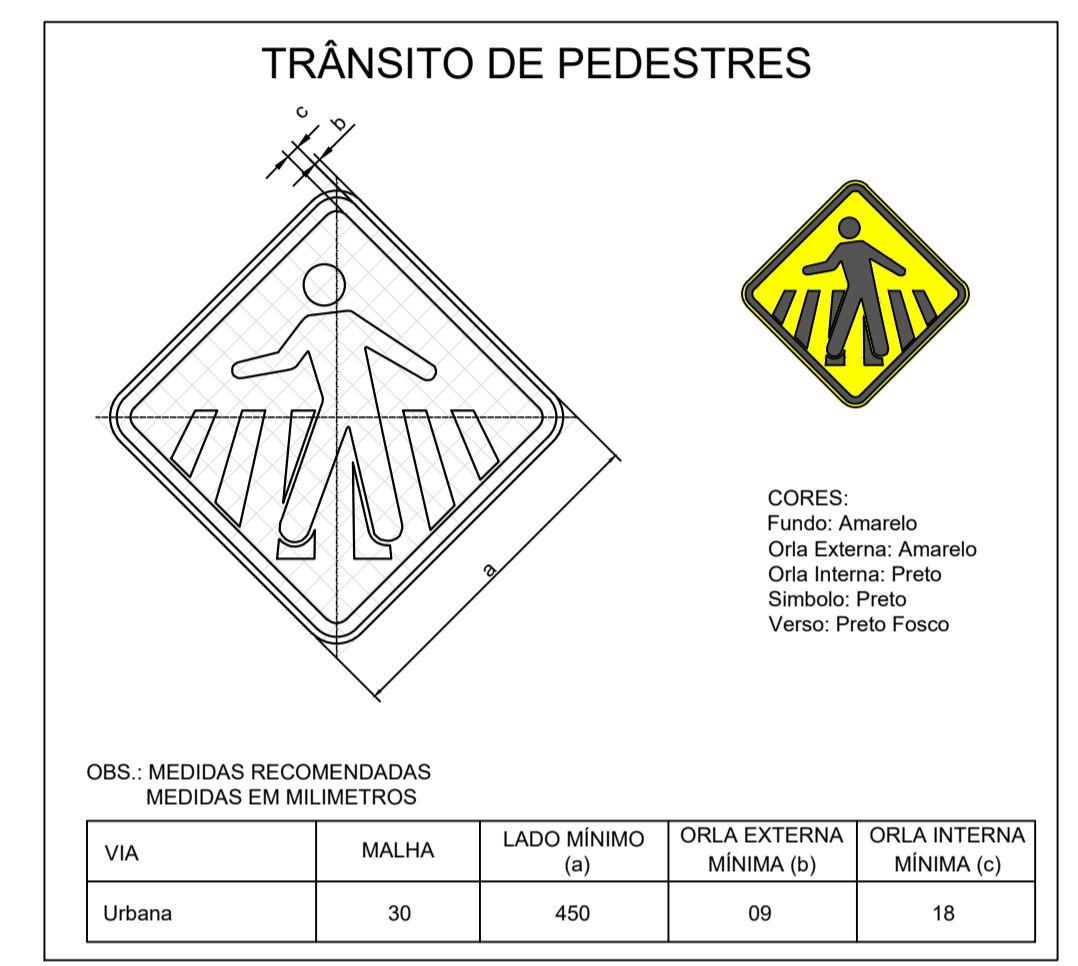 TRÂNSITO DE PEDESTRES
c
b
a
CORES:
Fundo: Amarelo
Orla Externa: Amarelo
Orla Interna: Preto
Simbolo: Preto
Verso: Preto Fosco
OBS.: MEDIDAS RECOMENDADAS
MEDIDAS EM MILIMETROS
VIA
MALHA
LADO MÍNIMO
(a)
ORLA EXTERNA
MÍNIMA (b)
ORLA INTERNA
MÍNIMA (c)
Urbana
30
450
09
18